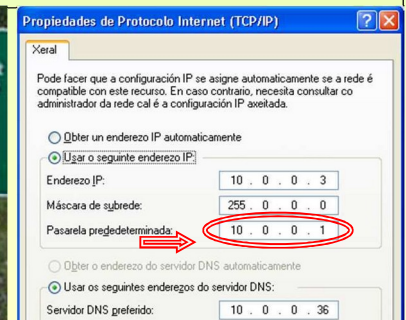 Propiedades de Protocolo Internet (TCP/IP)
Xeral
Pode facer que a configuración IP se asigne automaticamente se a rede é
compatible con este recurso. En caso contrario, necesita consultar co
administrador da rede cal é a configuración IP axeitada.
Obter un enderezo IP automaticamente
Usar o seguinte enderezo IP:
Enderezo IP: 10 . 0 . 0 . 3
Máscara de subrede: 255 . 0 . 0 . 0
Pasarela prededeterminada: 10 . 0 . 0 . 1
Obter o enderezo do servidor DNS automaticamente
Usar os seguintes enderezos do servidor DNS:
Servidor DNS preferido: 10 . 0 . 0 . 36